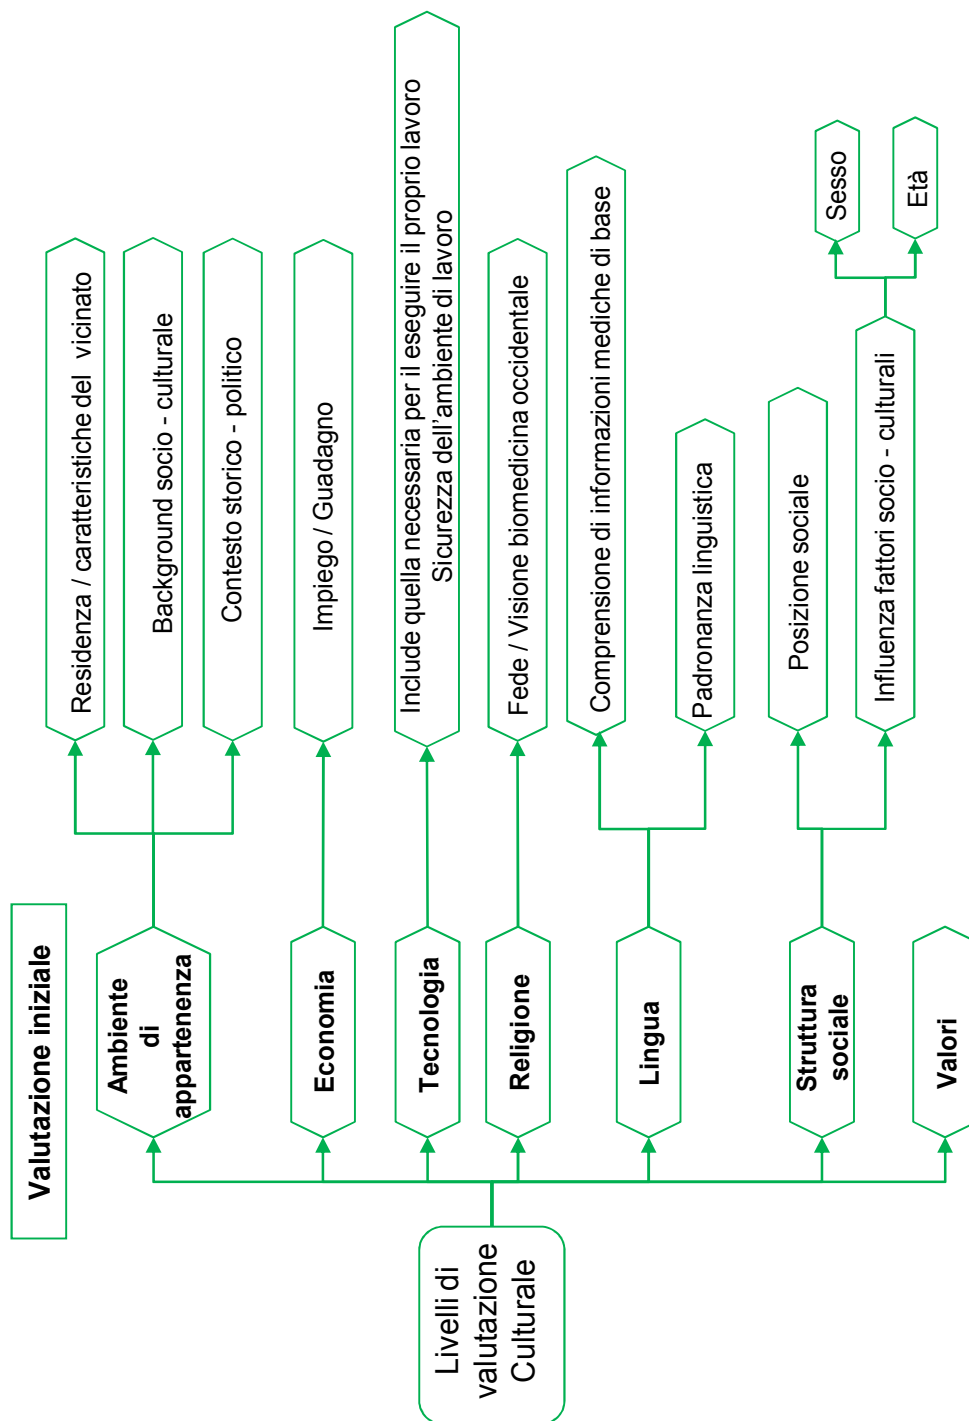 Valutazione iniziale
Livelli di
valutazione
Culturale
Ambiente
di
appartenenza
Residenza / caratteristiche del vicinato
Background socio - culturale
Contesto storico - politico
Economia
Impiego / Guadagno
Tecnologia
Include quella necessaria per il eseguire il proprio lavoro
Sicurezza dell'ambiente di lavoro
Religione
Fede / Visione biomedicina occidentale
Lingua
Comprensione di informazioni mediche di base
Padronanza linguistica
Struttura
sociale
Posizione sociale
Influenza fattori socio - culturali
Sesso
Età
Valori